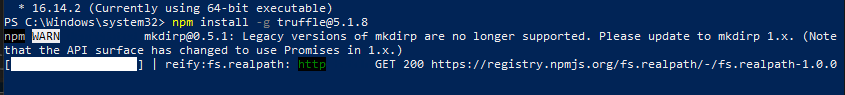 * 16.14.2 (Currently using 64-bit executable)
PS C:\Windows\system32> npm install -g truffle@5.1.8
npm WARN mkdirp@0.5.1: Legacy versions of mkdirp are no longer supported. Please update to mkdirp 1.x. (Note
that the API surface has changed to use Promises in 1.x.)
[ ] | reify:fs.realpath: http GET 200 https://registry.npmjs.org/fs.realpath/-/fs.realpath-1.0.0